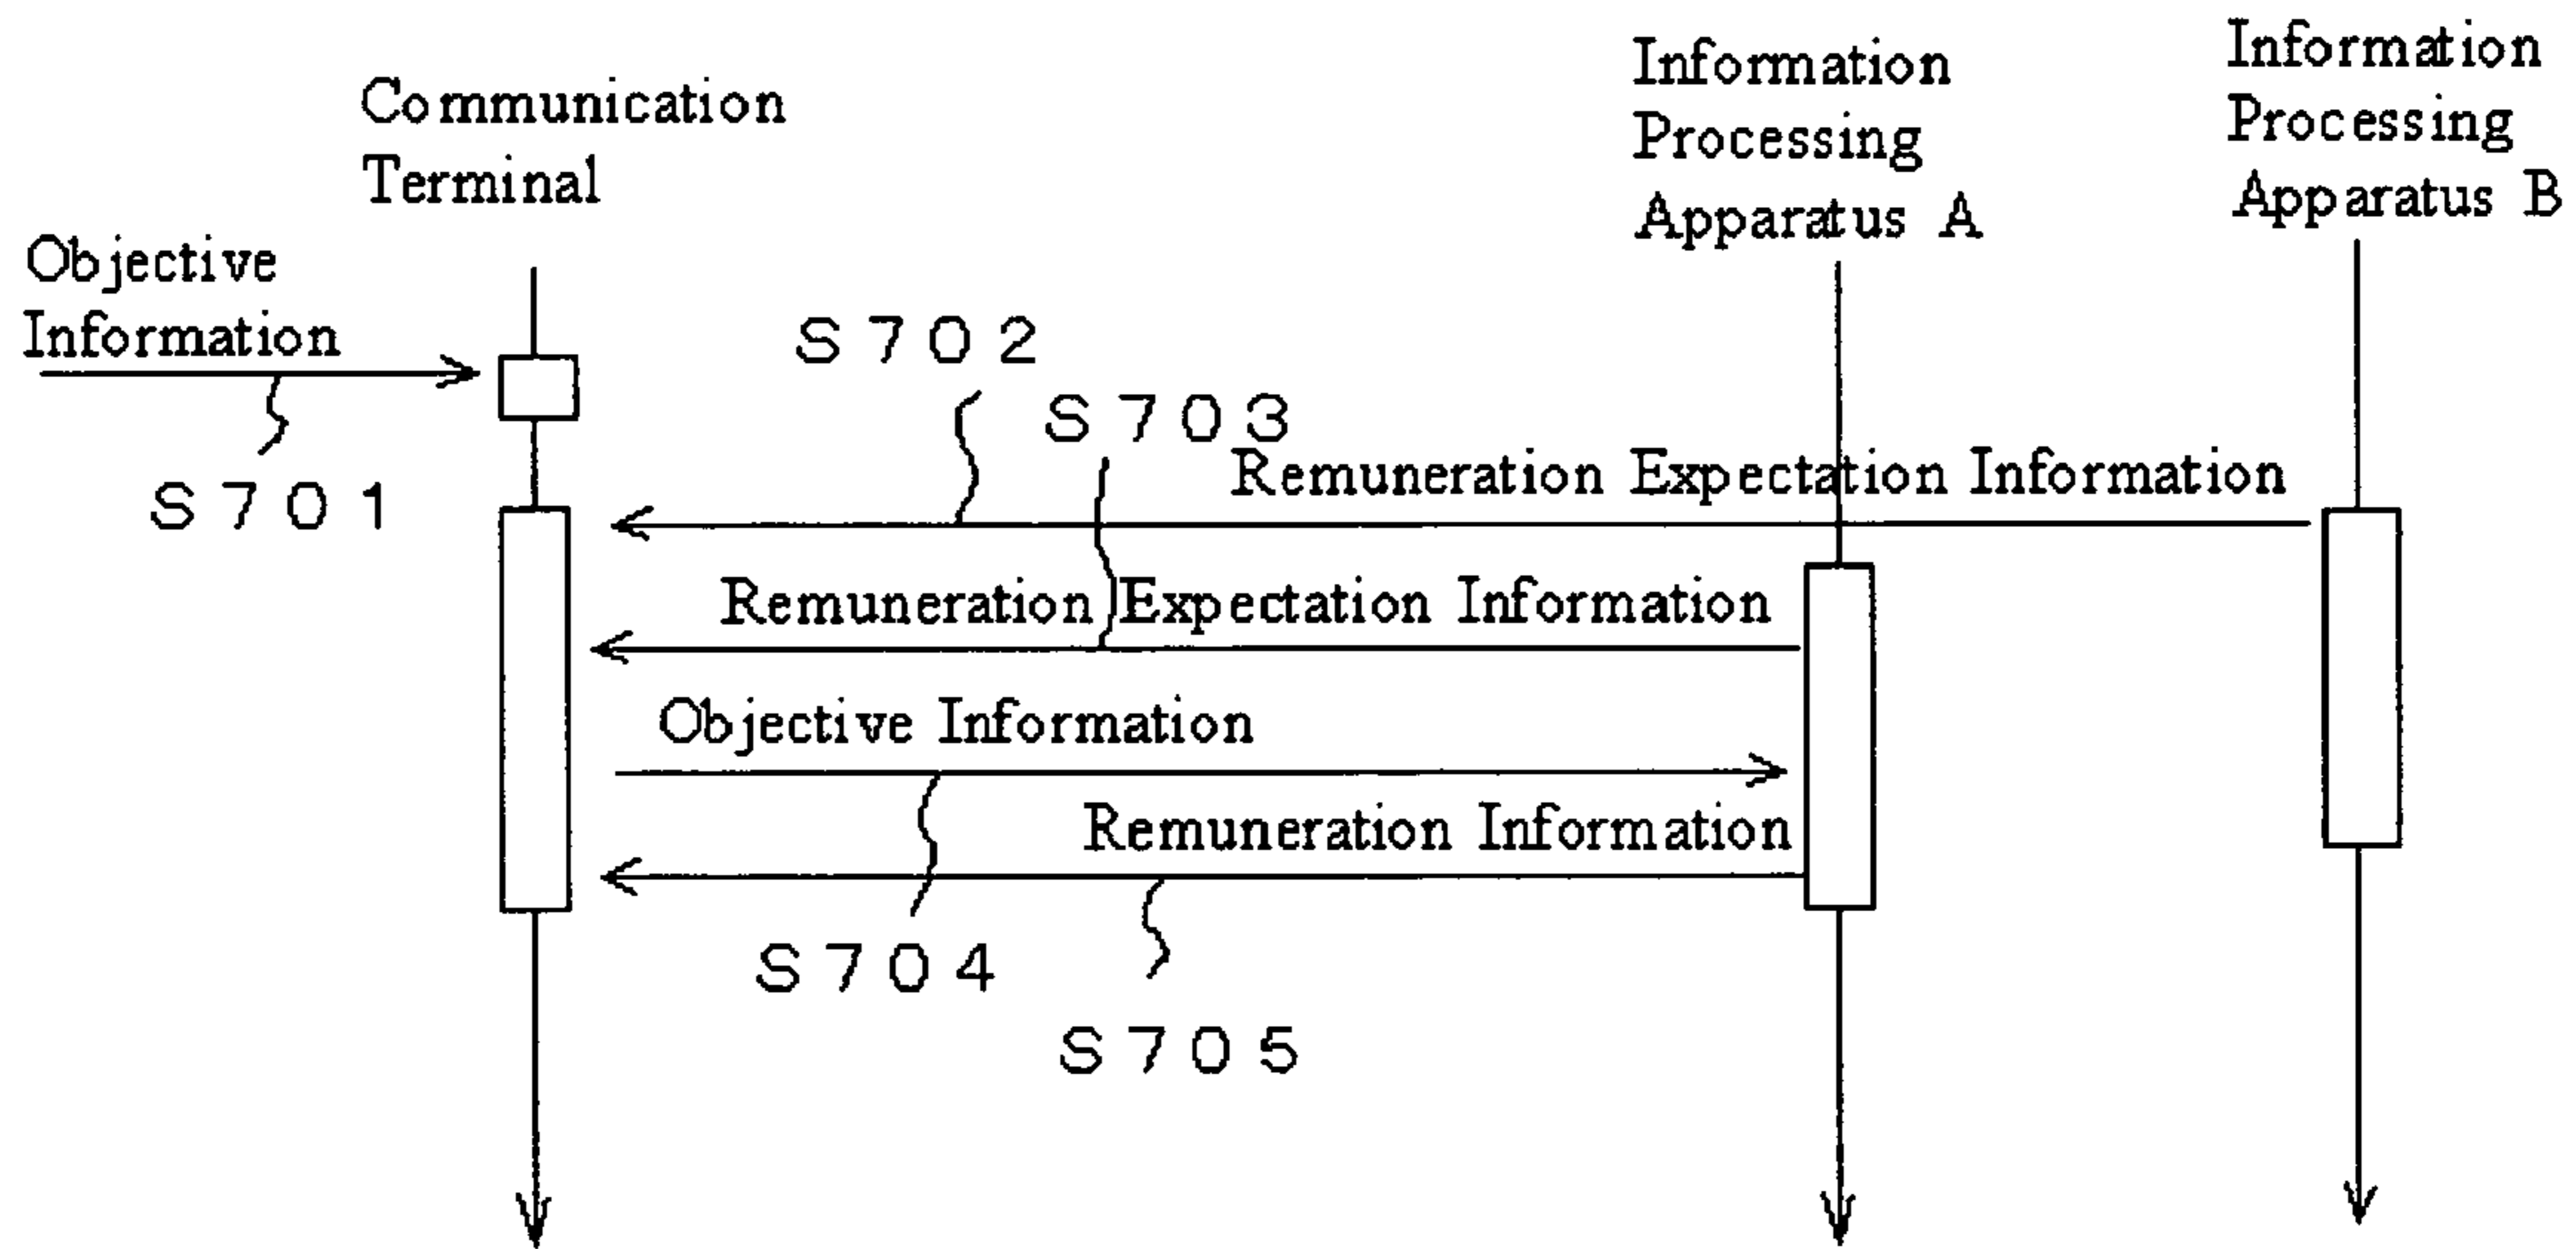 Communication
Terminal
Information
Processing
Apparatus A
Information
Processing
Apparatus B
Objective
Information
S701
S702
S703
Remuneration Expectation Information
Remuneration Expectation Information
Objective Information
Remuneration Information
S704
S705